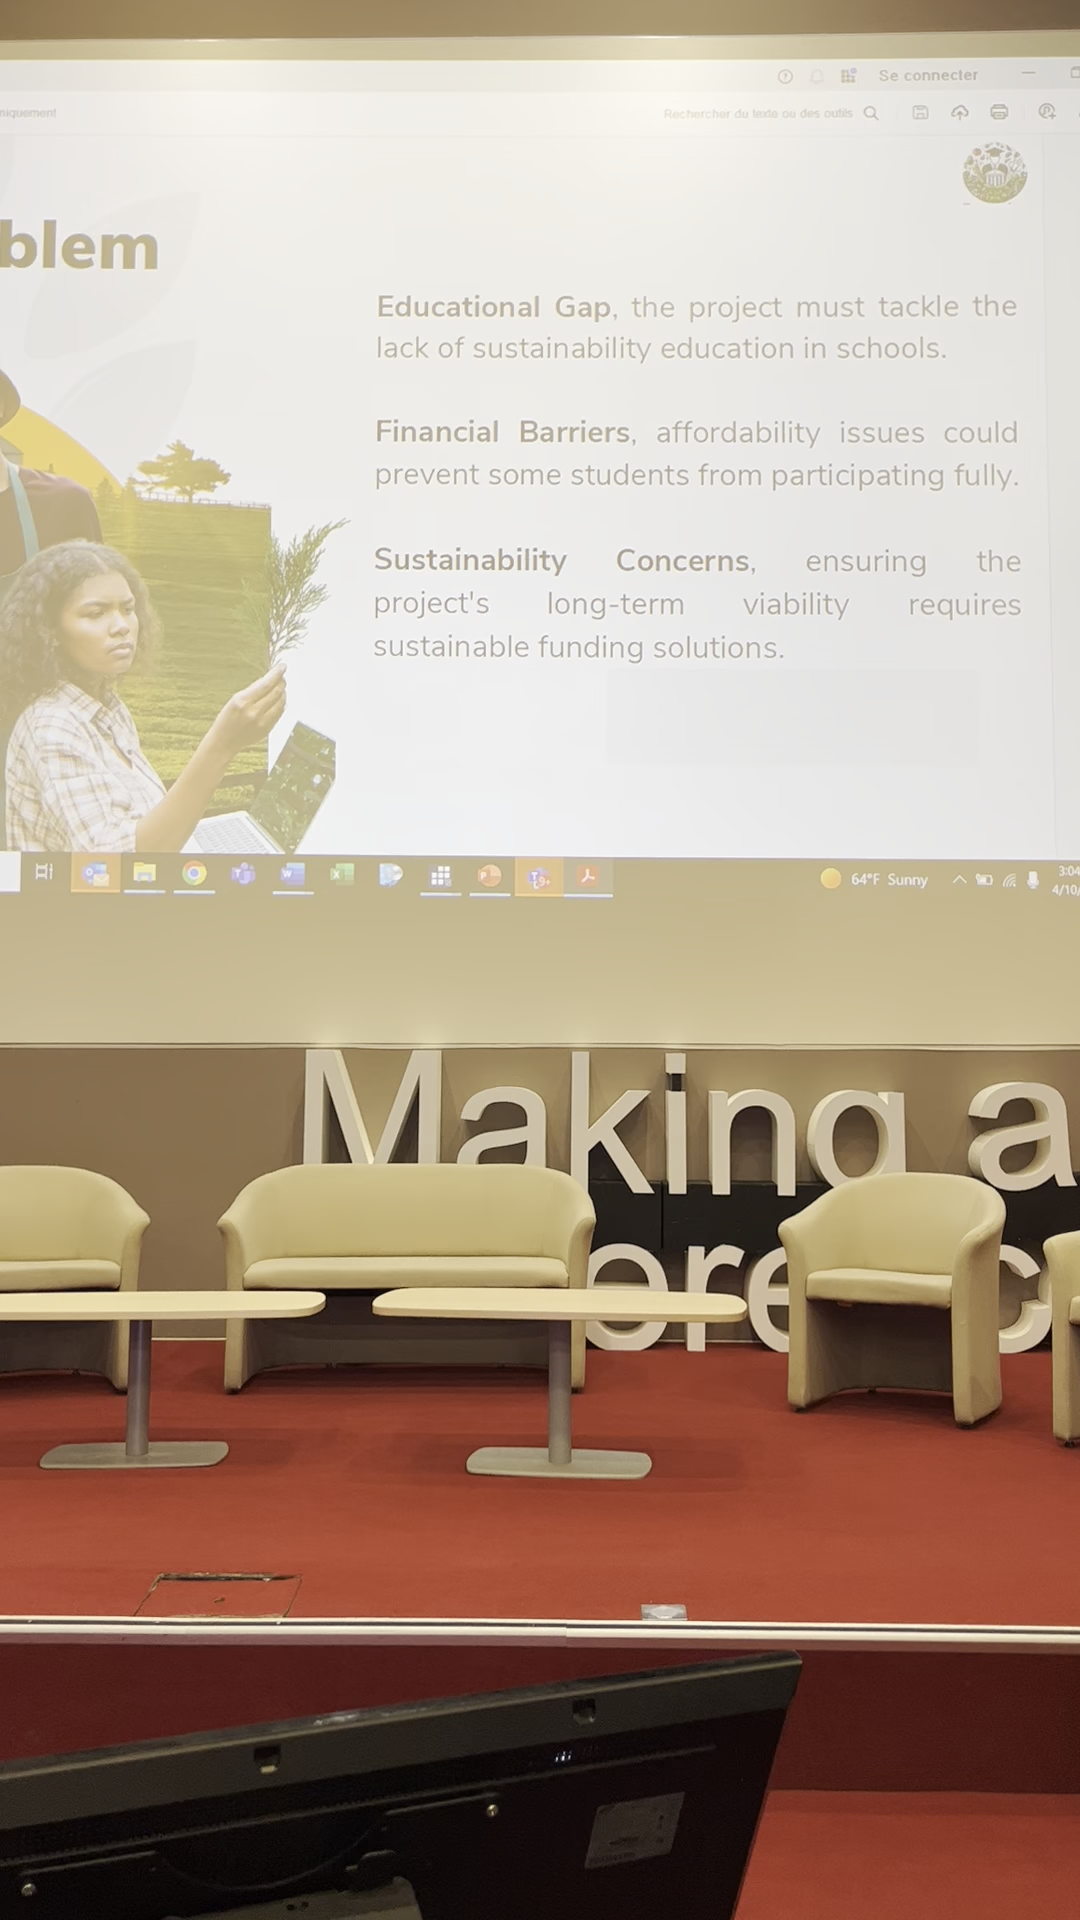 Se connecter
niquement
Rechercher du texte ou des outils
blem
Educational Gap, the project must tackle the
lack of sustainability education in schools.
Financial Barriers, affordability issues could
prevent some students from participating fully.
Sustainability Concerns, ensuring the
project's long-term viability requires
sustainable funding solutions.
64°F Sunny
3:04
4/10/
Making a
ore